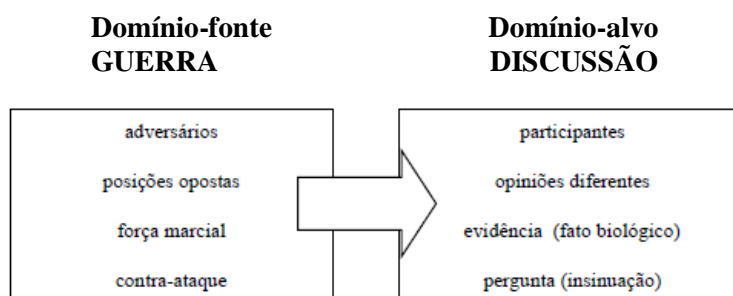 Domínio-fonte
GUERRA
Domínio-alvo
DISCUSSÃO
adversários
posições opostas
força marcial
contra-ataque
participantes
opiniões diferentes
evidência (fato biológico)
pergunta (insinuação)